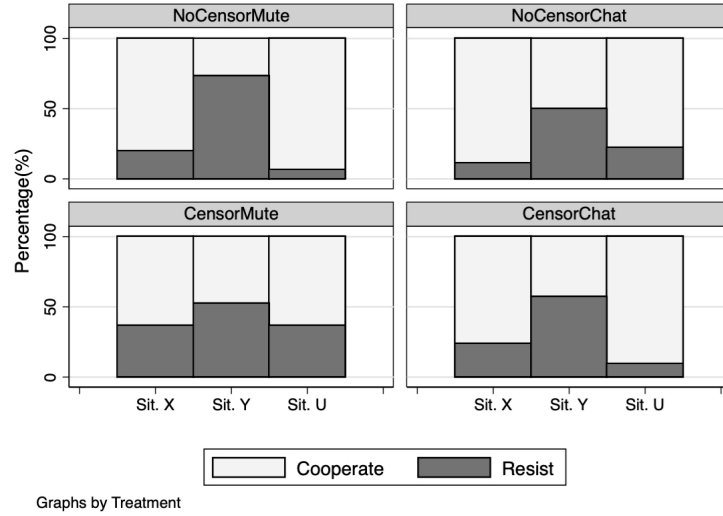 NoCensorMute
NoCensorChat
100
50
0
CensorMute
CensorChat
100
50
0
Percentage(%)
Sit. X Sit. Y Sit. U
Sit. X Sit. Y Sit. U
Cooperate Resist
Graphs by Treatment